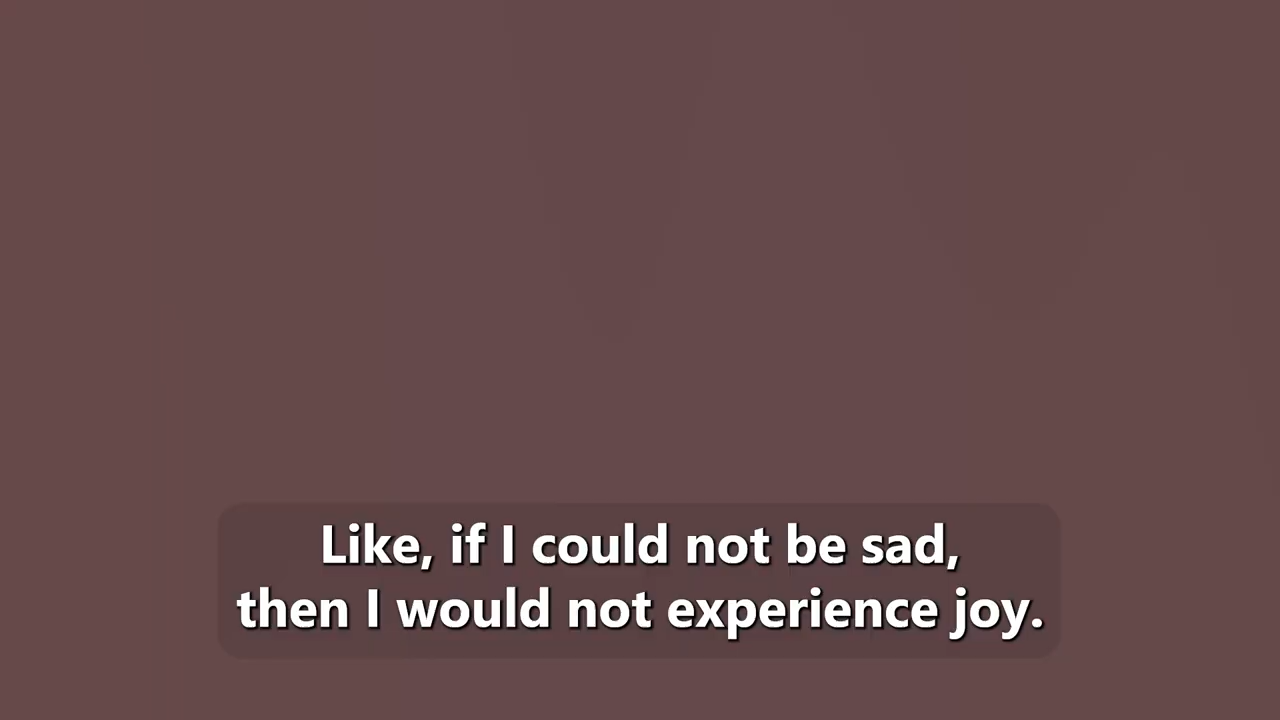 Like, if I could not be sad,
then I would not experience joy.